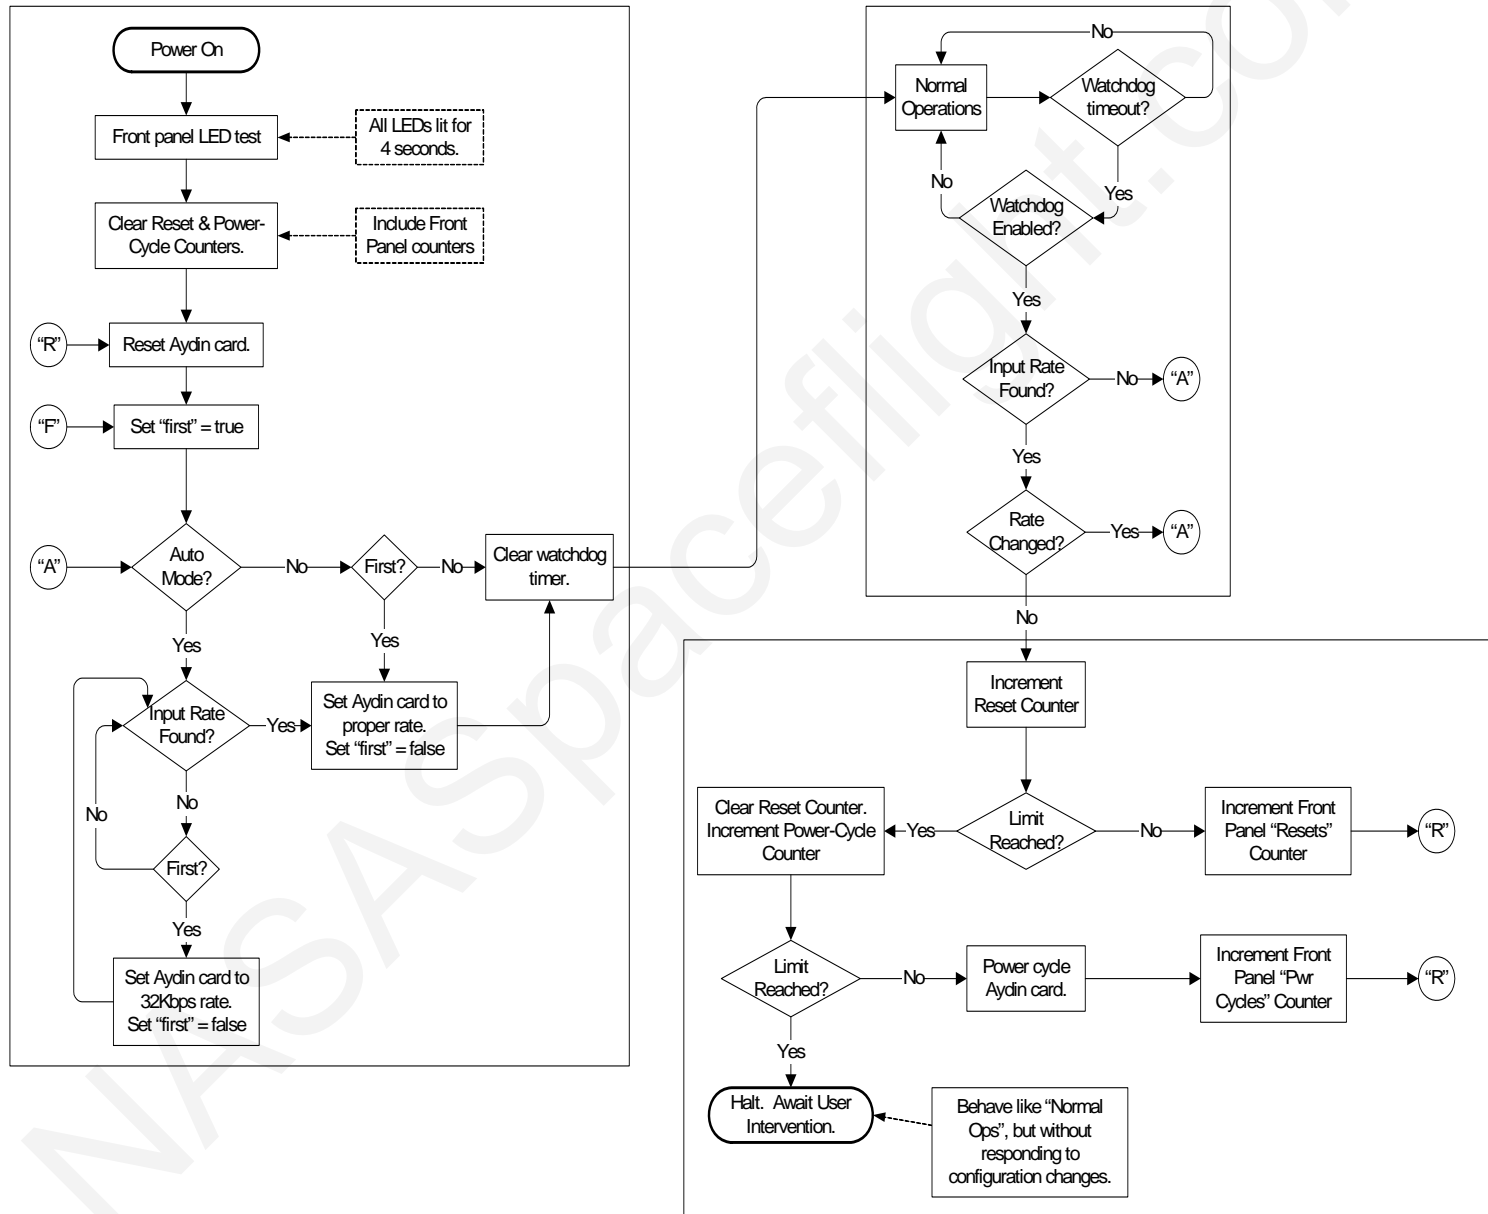 Power On
Front panel LED test
All LEDs lit for
4 seconds.
Clear Reset & Power-
Cycle Counters.
Include Front
Panel counters
“R”
Reset Aydin card.
“F”
Set “first” = true
“A”
Auto
Mode?
No
First?
No
Clear watchdog
timer.
Yes
Yes
Input Rate
Found?
Yes
Set Aydin card to
proper rate.
Set “first” = false
No
No
First?
Yes
Set Aydin card to
32Kbps rate.
Set “first” = false
No
Normal
Operations
Watchdog
timeout?
No
Yes
Watchdog
Enabled?
Yes
Input Rate
Found?
No
“A”
Yes
Rate
Changed?
Yes
“A”
No
Increment
Reset Counter
Clear Reset Counter.
Increment Power-Cycle
Counter
Yes
Limit
Reached?
No
Increment Front
Panel “Resets”
Counter
“R”
Limit
Reached?
No
Power cycle
Aydin card.
Increment Front
Panel “Pwr
Cycles” Counter
“R”
Yes
Halt. Await User
Intervention.
Behave like “Normal
Ops”, but without
responding to
configuration changes.
NASASpaceflight.com